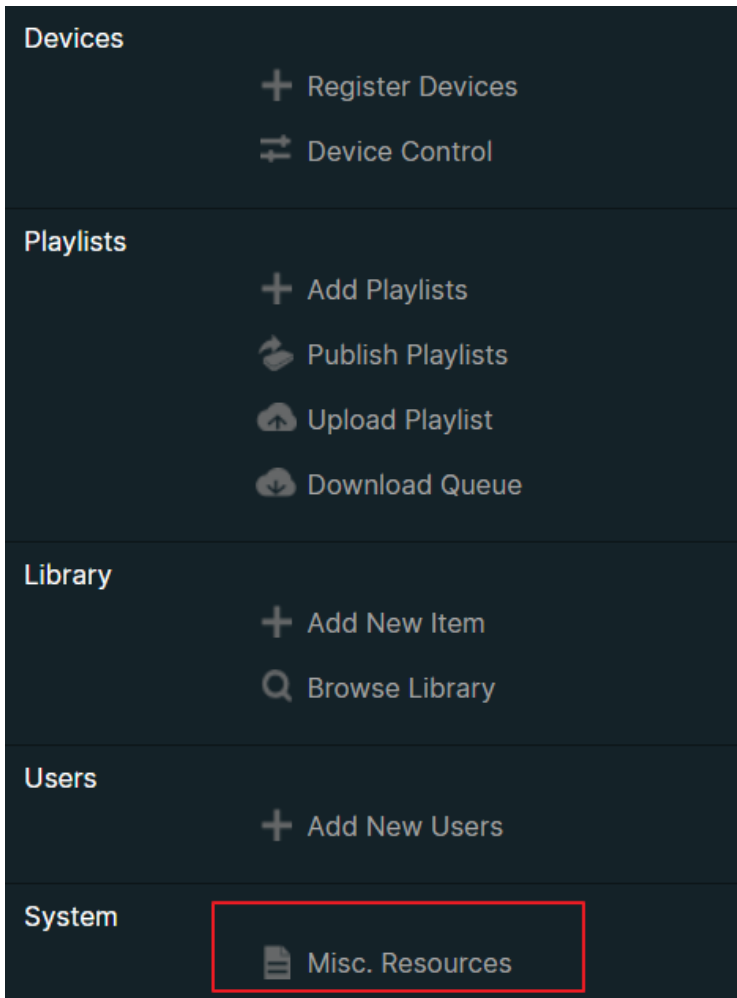 Devices
Register Devices
Device Control
Playlists
Add Playlists
Publish Playlists
Upload Playlist
Download Queue
Library
Add New Item
Browse Library
Users
Add New Users
System
Misc. Resources